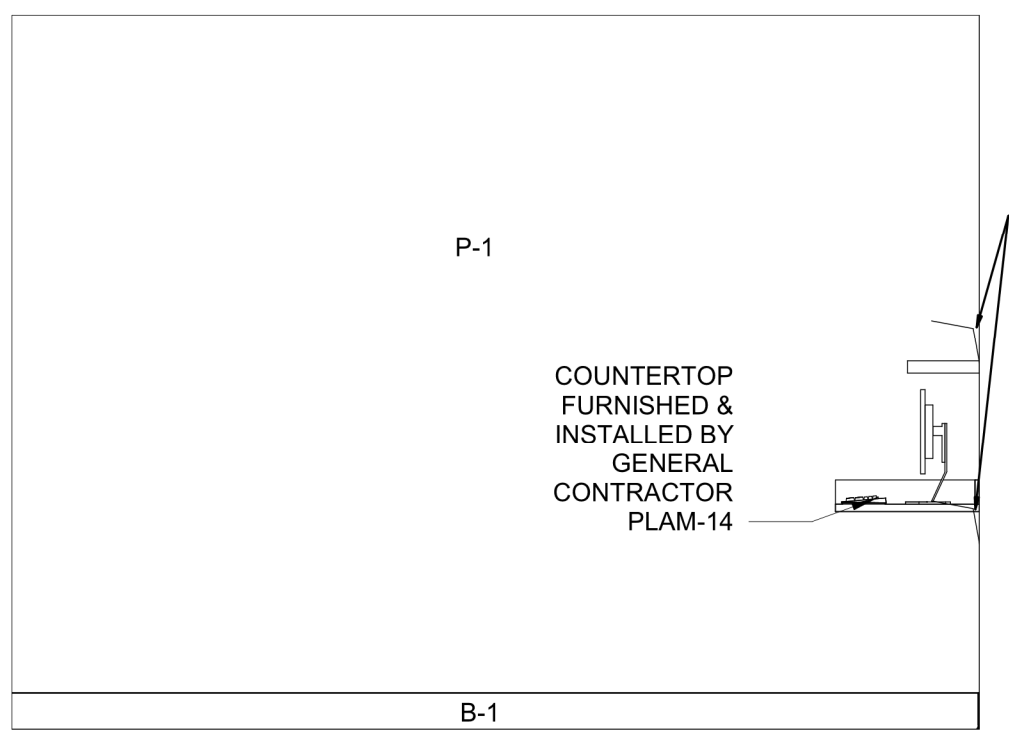 P-1
COUNTERTOP
FURNISHED &
INSTALLED BY
GENERAL
CONTRACTOR
PLAM-14
B-1